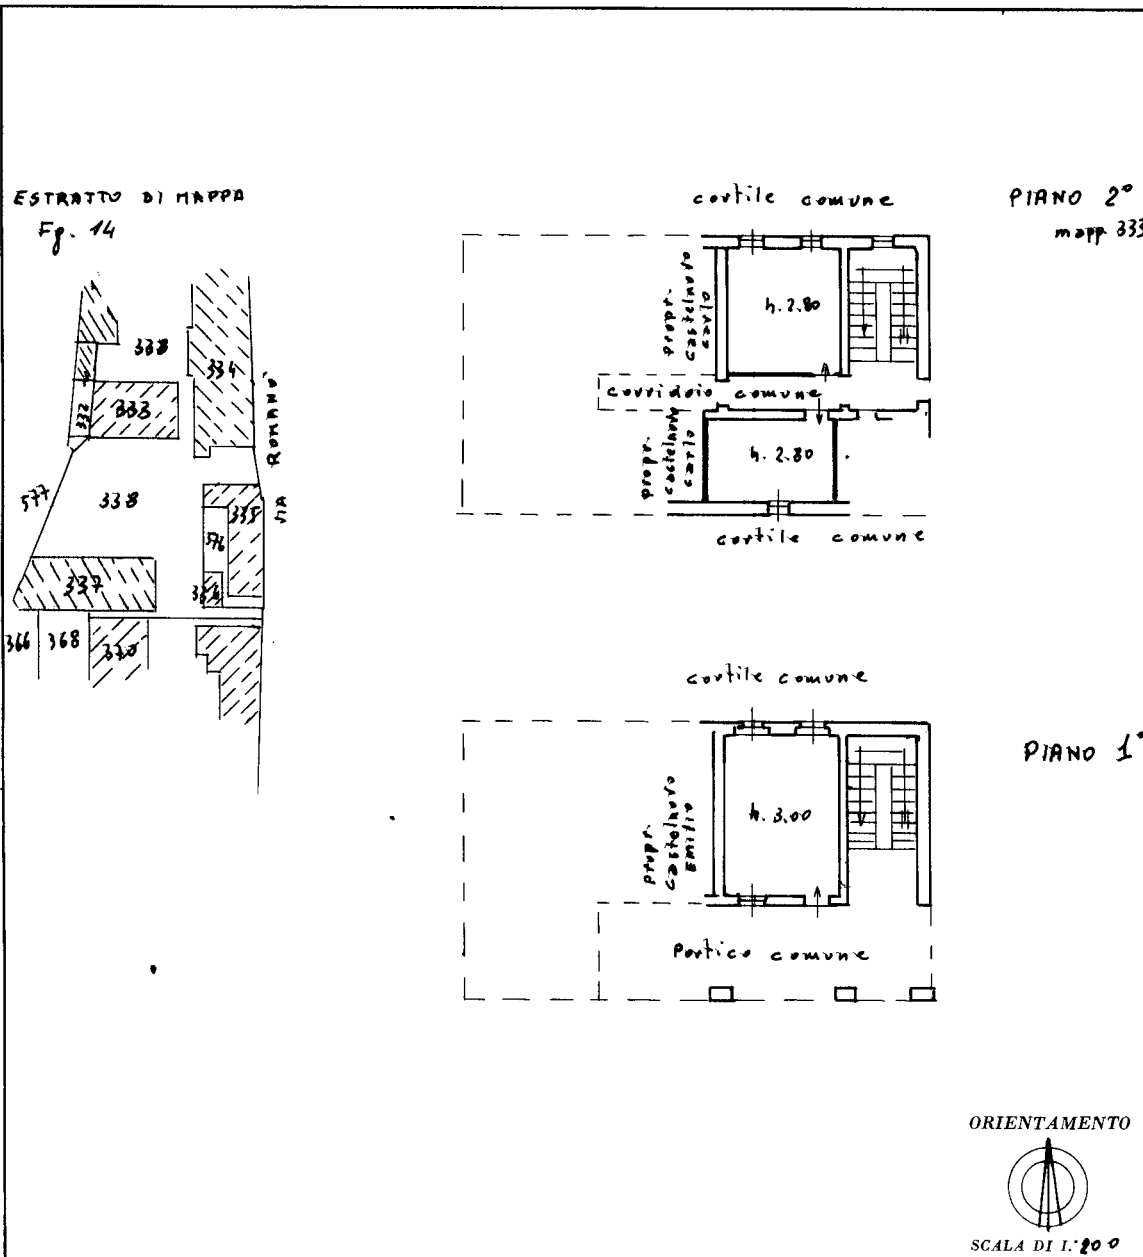 ESTRATTO DI MAPPA
Fg. 14
338
334
333
332
ROMANO'
VIA
577
338
335
576
337
336
366
368
370
cortile comune
PIANO 2°
mapp 333
propr.
Castelnovo
Carlo
h. 2.80
corridoio comune
propr.
Castelnovo
Carlo
h. 2.80
cortile comune
cortile comune
PIANO 1°
propr.
Castelnovo
Emilio
h. 3.00
Portico comune
ORIENTAMENTO
SCALA DI 1:200